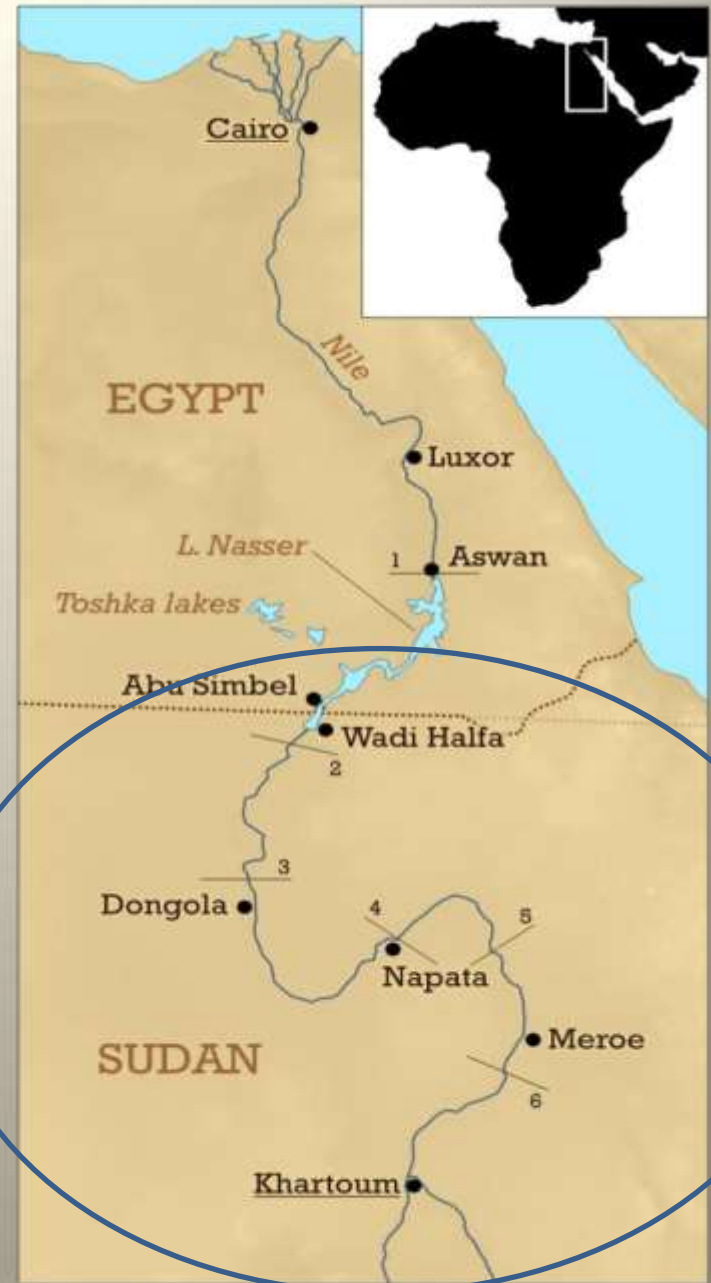 Cairo
Nile
EGYPT
Luxor
L. Nasser
1
Aswan
Toshka lakes
Abu Simbel
Wadi Halfa
2
3
Dongola
4
5
Napata
Meroe
SUDAN
6
Khartoum